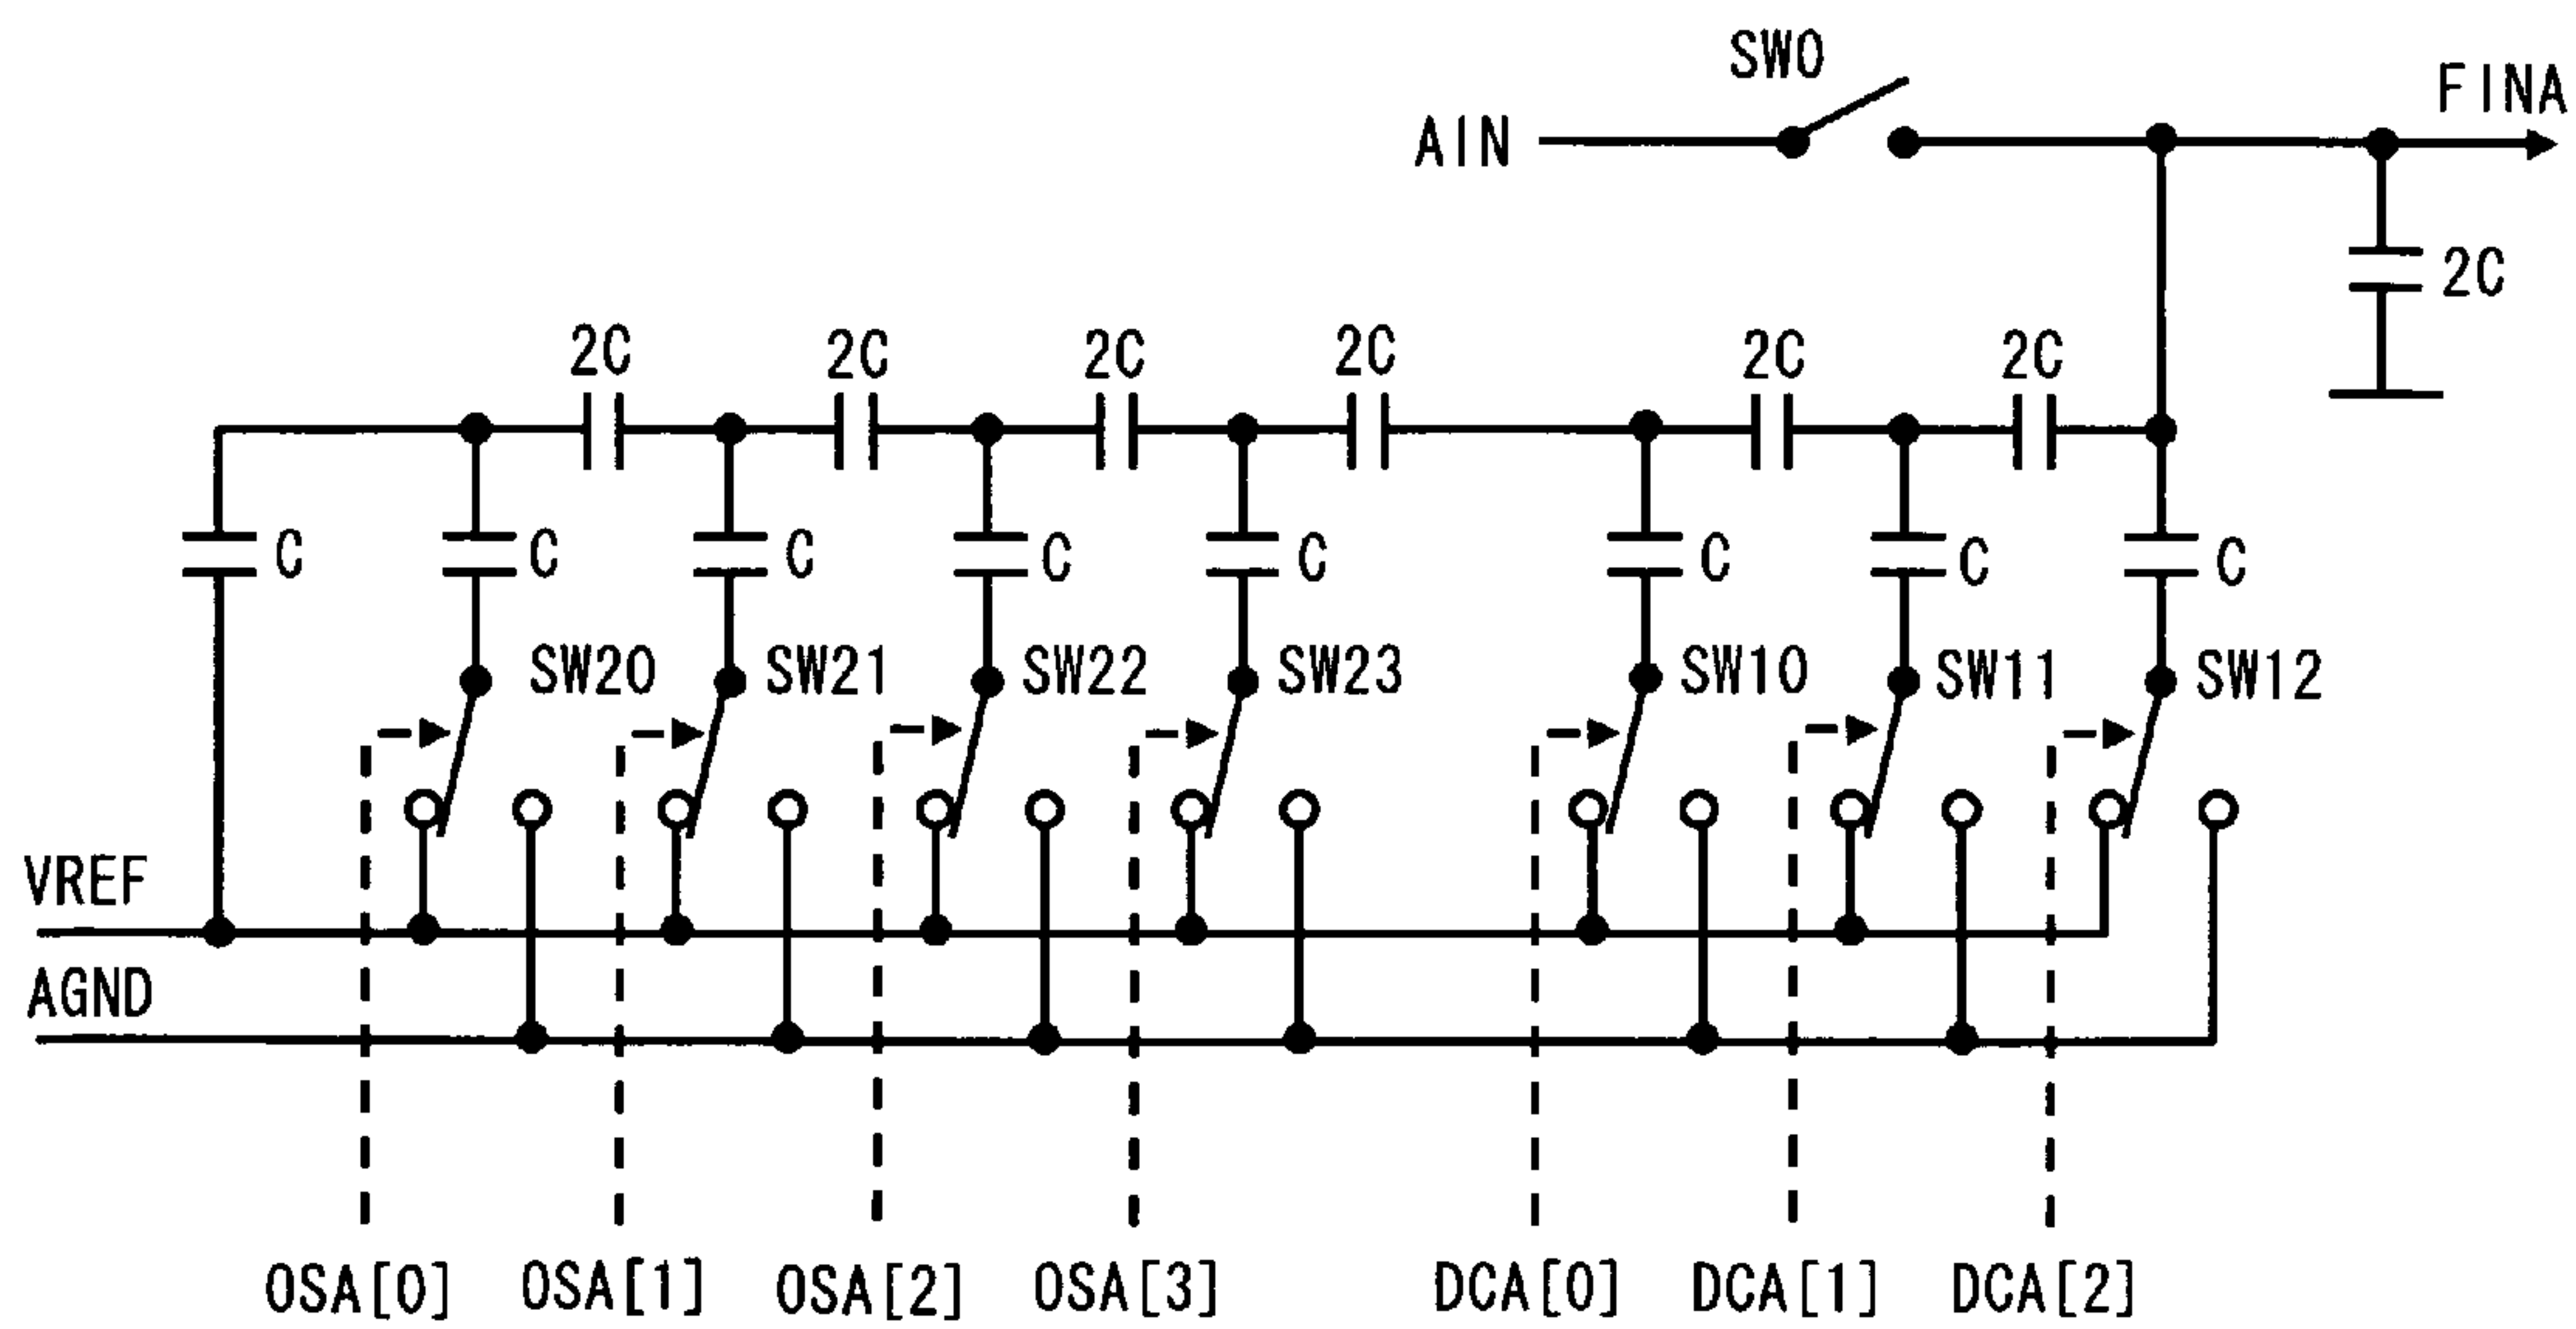 SW0
FINA
AIN
2C
2C
2C
2C
2C
2C
2C
C
C
C
C
C
C
C
C
SW20
SW21
SW22
SW23
SW10
SW11
SW12
VREF
AGND
OSA[0]
OSA[1]
OSA[2]
OSA[3]
DCA[0]
DCA[1]
DCA[2]